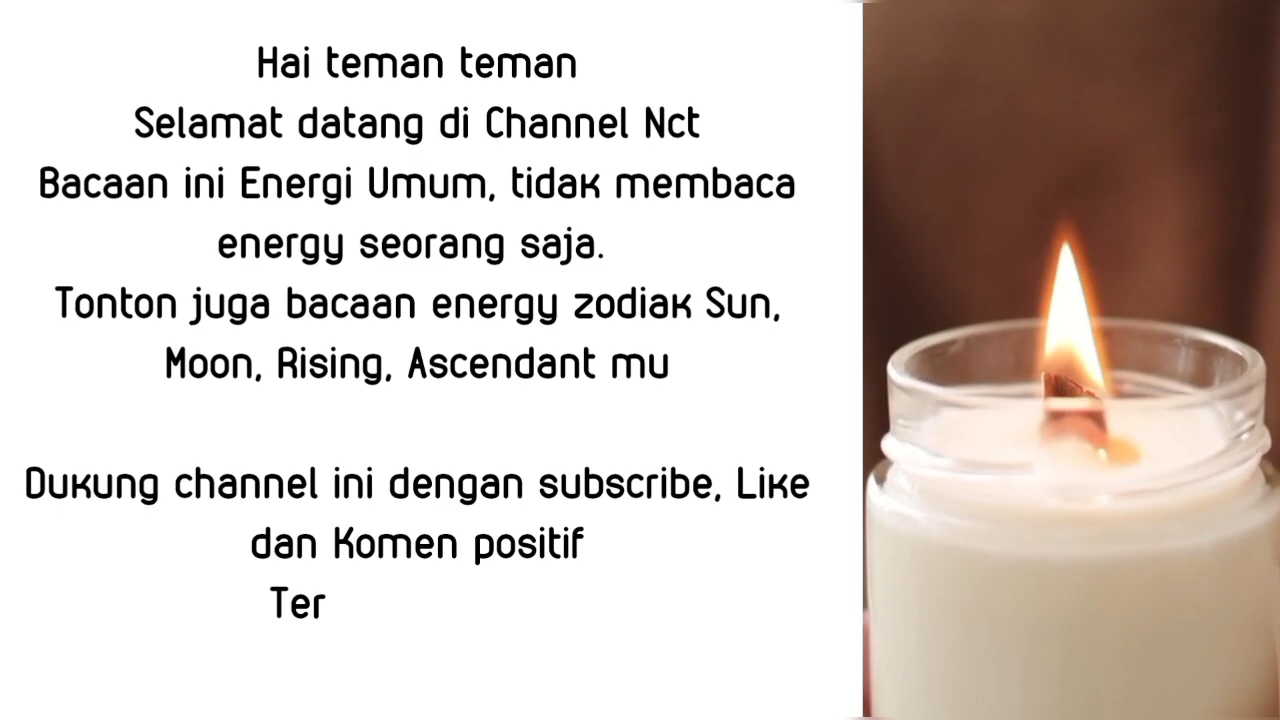 Hai teman teman
Selamat datang di Channel Nct
Bacaan ini Energi Umum, tidak membaca
energy seorang saja.
Tonton juga bacaan energy zodiak Sun,
Moon, Rising, Ascendant mu
Dukung channel ini dengan subscribe, Like
dan Komen positif
Ter